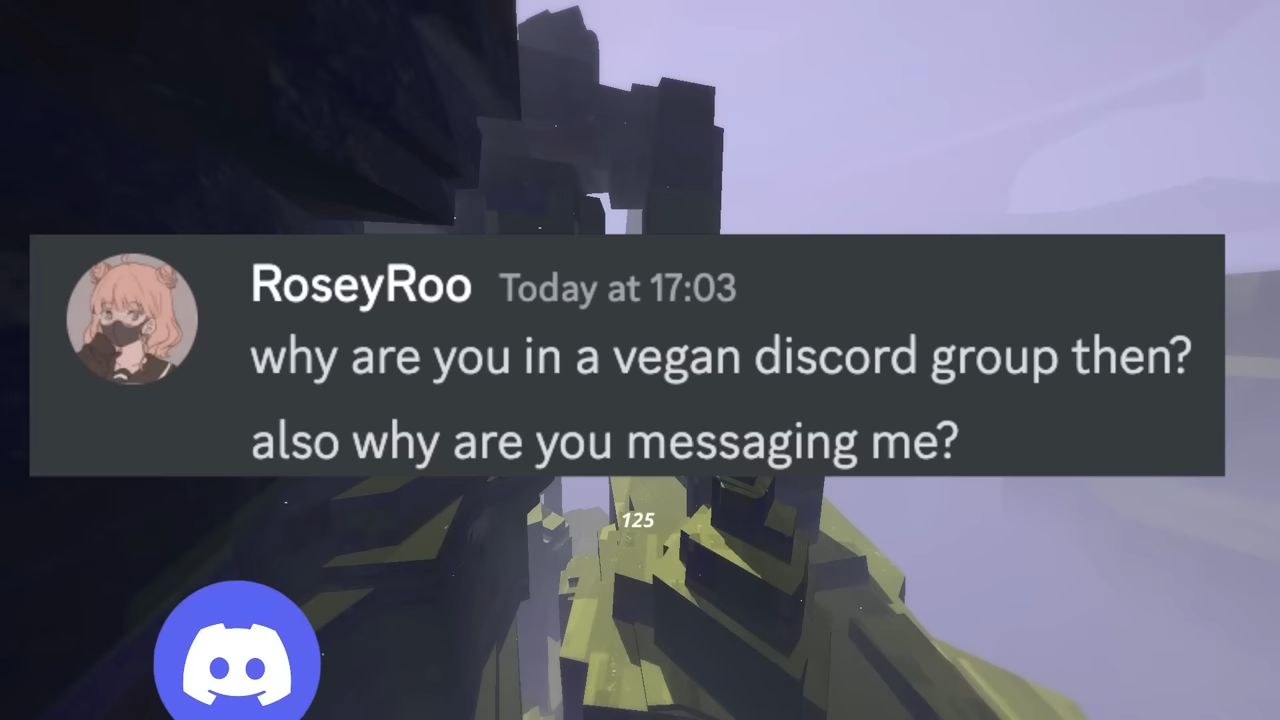 RoseyRoo Today at 17:03
why are you in a vegan discord group then?
also why are you messaging me?
125